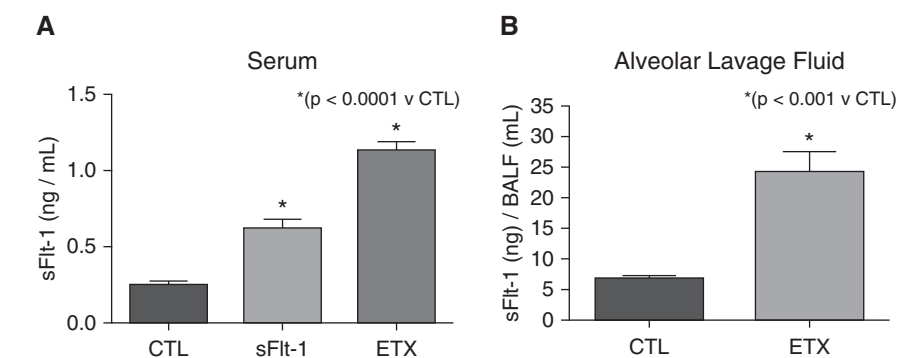 A
Serum
*(p < 0.0001 v CTL)
sFlt-1 (ng / mL)
1.5
1.0
0.5
0.0
*
*
CTL sFlt-1 ETX
B
Alveolar Lavage Fluid
*(p < 0.001 v CTL)
sFlt-1 (ng) / BALF (mL)
35
30
25
20
15
10
5
0
*
CTL ETX